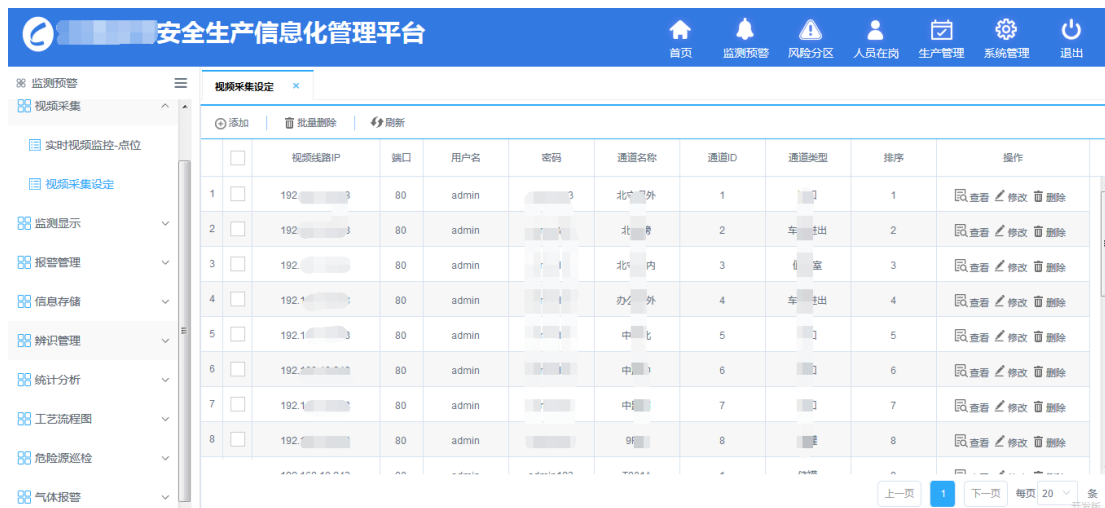 安全生产信息化管理平台
首页 监测预警 风险分区 人员在岗 生产管理 系统管理 退出
监测预警
视频采集设定 ×
视频采集
实时视频监控-点位
视频采集设定
监测显示
报警管理
信息存储
辨识管理
统计分析
工艺流程图
危险源巡检
气体报警
添加 批量删除 刷新
视频线路IP 端口 用户名 密码 通道名称 通道ID 通道类型 排序 操作
1 192. 80 admin 1 1 查看 修改 删除
2 192 80 admin 2 2 查看 修改 删除
3 192. 80 admin 3 3 查看 修改 删除
4 192.1 80 admin 4 4 查看 修改 删除
5 192.1 80 admin 5 5 查看 修改 删除
6 192. 80 admin 6 6 查看 修改 删除
7 192.1 80 admin 7 7 查看 修改 删除
8 192. 80 admin 8 8 查看 修改 删除
上一页 1 下一页 每页 20 条